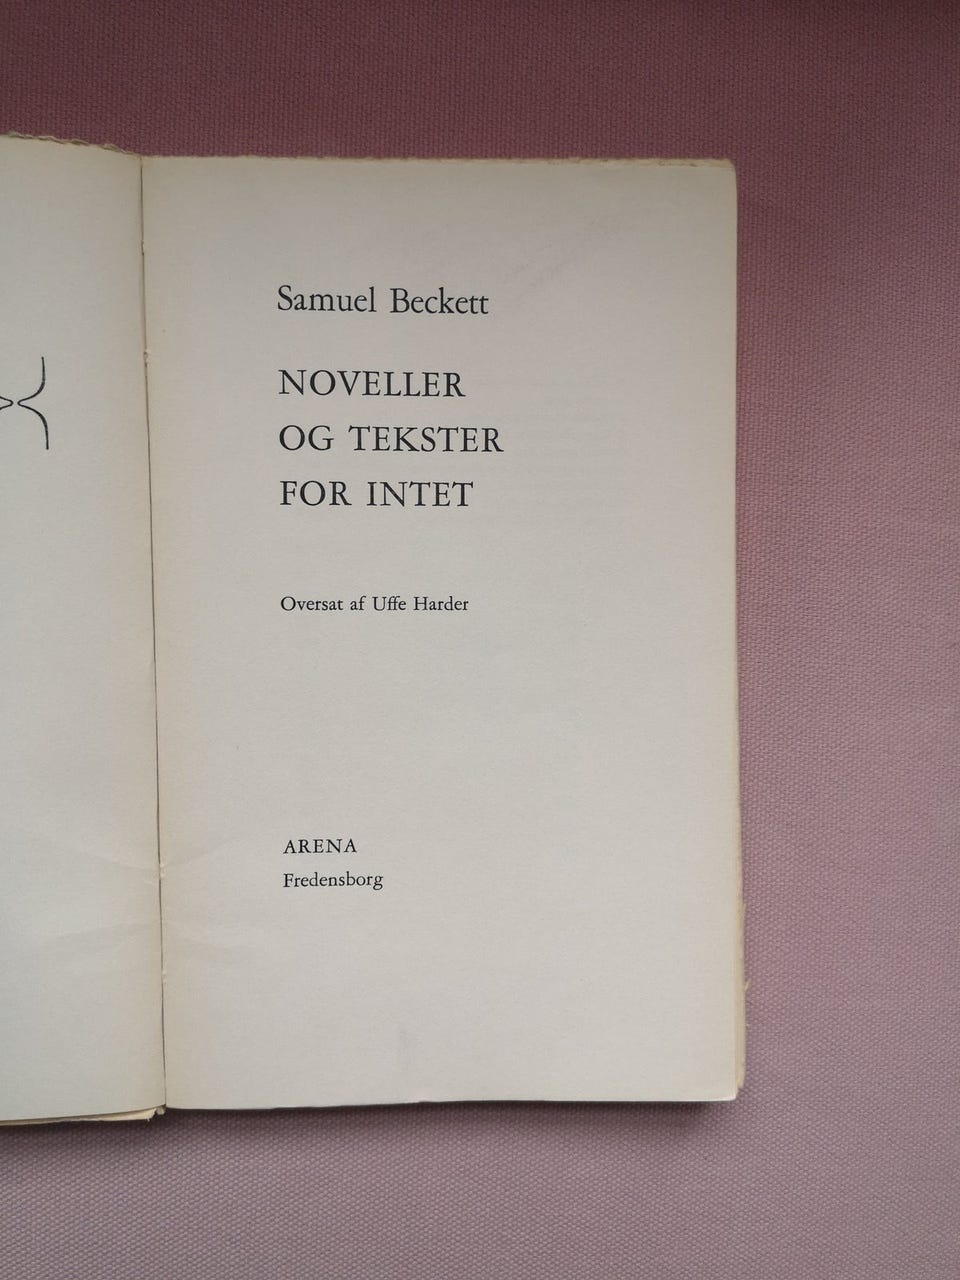 Samuel Beckett
NOVELLER
OG TEKSTER
FOR INTET
Oversat af Uffe Harder
ARENA
Fredensborg